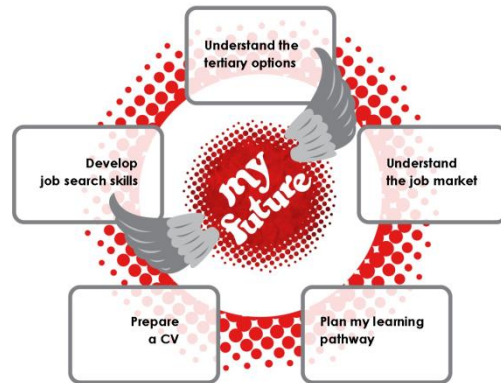 Understand the
tertiary options
Develop
job search skills
my
future
Understand
the job market
Prepare
a CV
Plan my learning
pathway